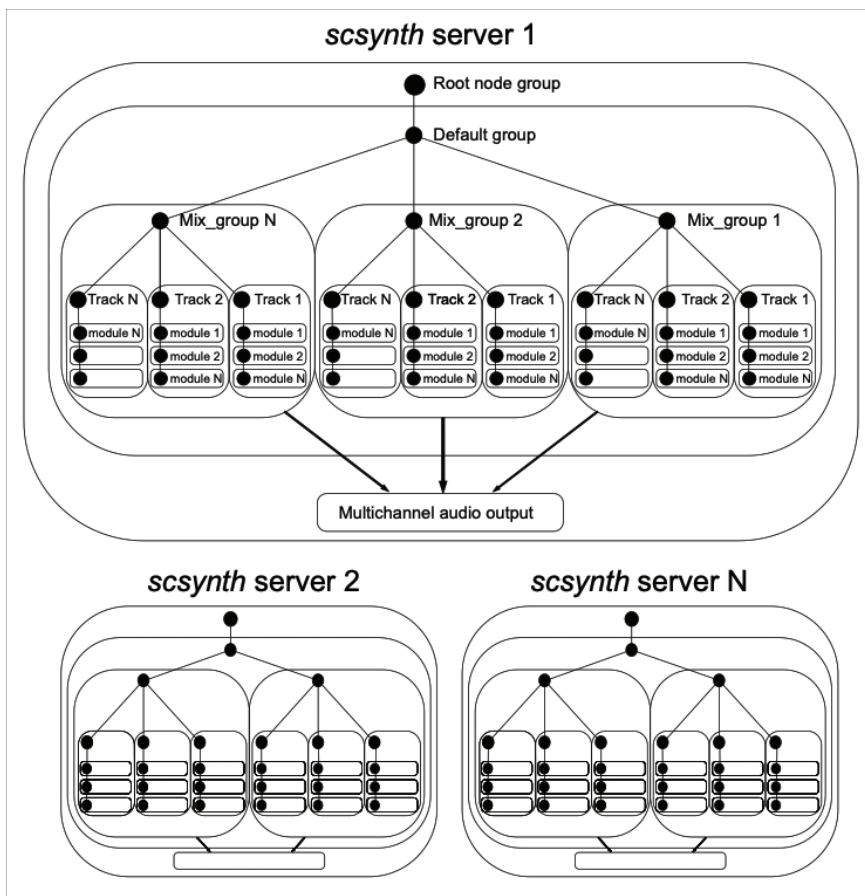 scsynth server 1
Root node group
Default group
Mix_group N
Mix_group 2
Mix_group 1
Track N
Track 2
Track 1
Track N
Track 2
Track 1
Track N
Track 2
Track 1
module N
module 1
module 1
module N
module 1
module 1
module N
module 1
module 1
module 2
module 2
module 2
module 2
module 2
module 2
module N
module N
module N
module N
module N
module N
Multichannel audio output
scsynth server 2
scsynth server N